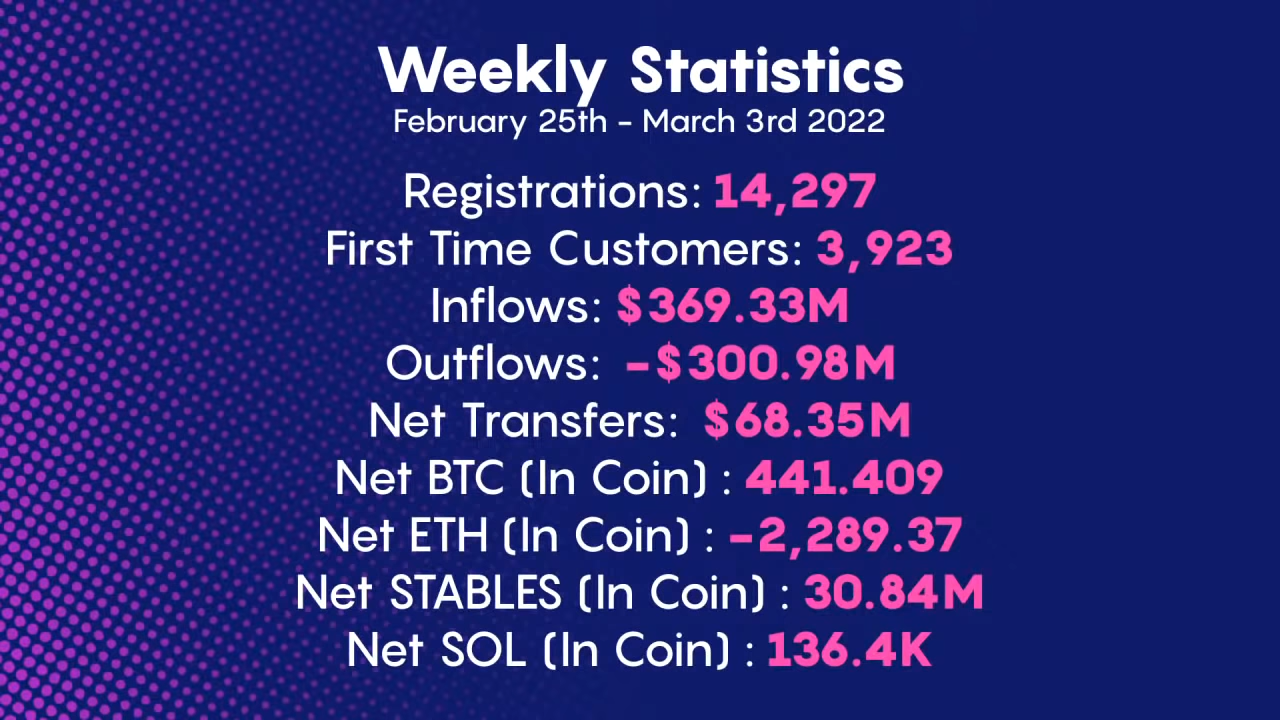 Weekly Statistics
February 25th - March 3rd 2022
Registrations: 14,297
First Time Customers: 3,923
Inflows: $369.33M
Outflows: -$300.98M
Net Transfers: $68.35M
Net BTC (In Coin) : 441.409
Net ETH (In Coin) : -2,289.37
Net STABLES (In Coin) : 30.84M
Net SOL (In Coin) : 136.4K